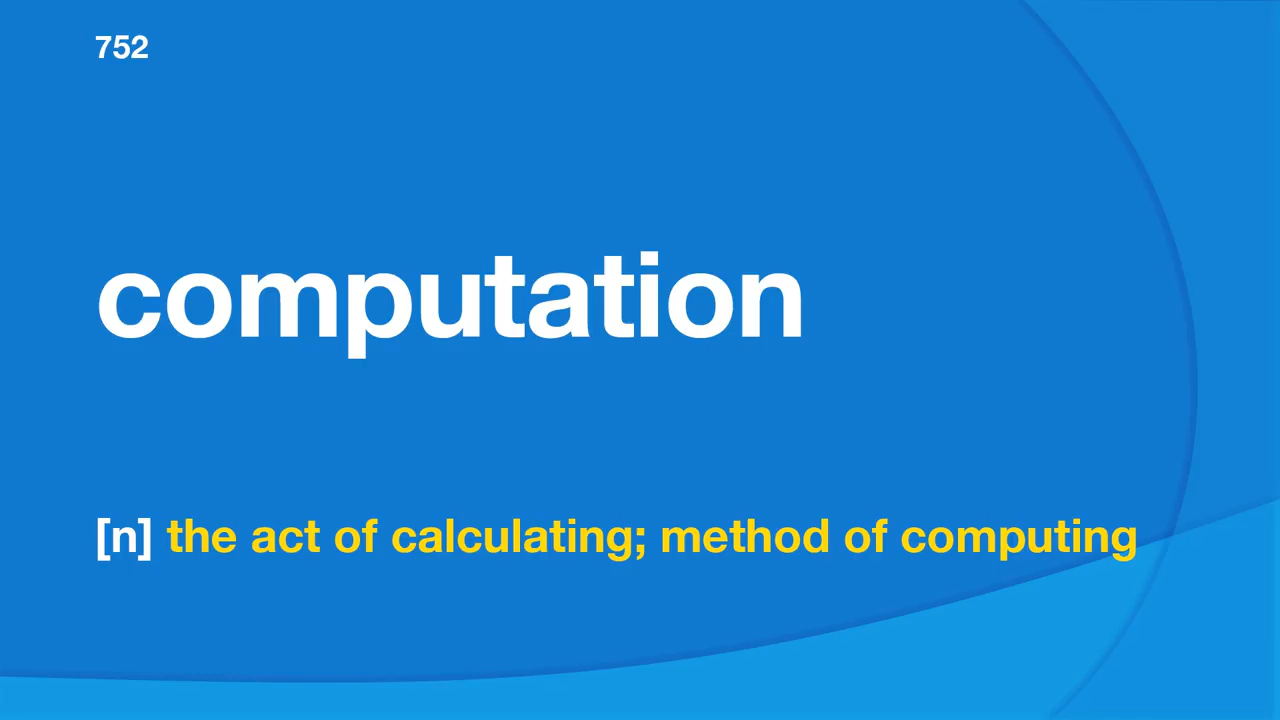 752
computation
[n] the act of calculating; method of computing